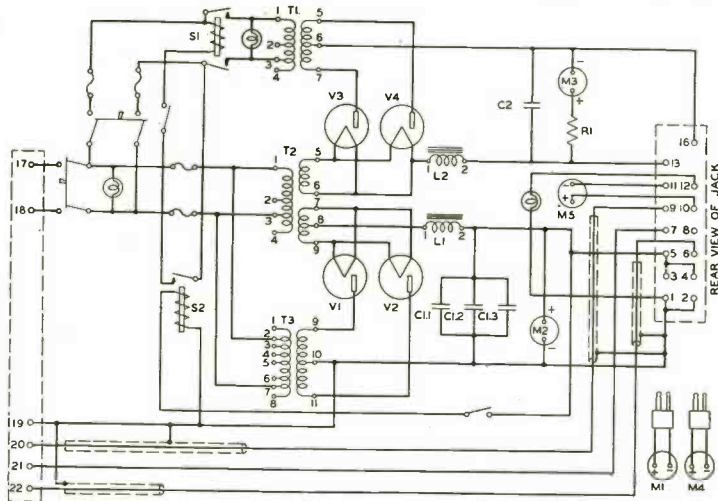 S1
1 T1 5
2 6
3
4 7
V3 V4
C2
M3
- +
R1
17
18
1 T2 5
2 6
3 7
4 8
9
1 L2 2
1 L1 2
V1 V2
S2
1 T3 9
2
3
4 10
5
6
7
8 11
C1.1 C1.2 C1.3
M2
+ -
M5
- +
16
13
11 12
9 10
7 8
5 6
3 4
1 2
REAR VIEW OF JACK
19
20
21
22
+ -
M1
+ -
M4